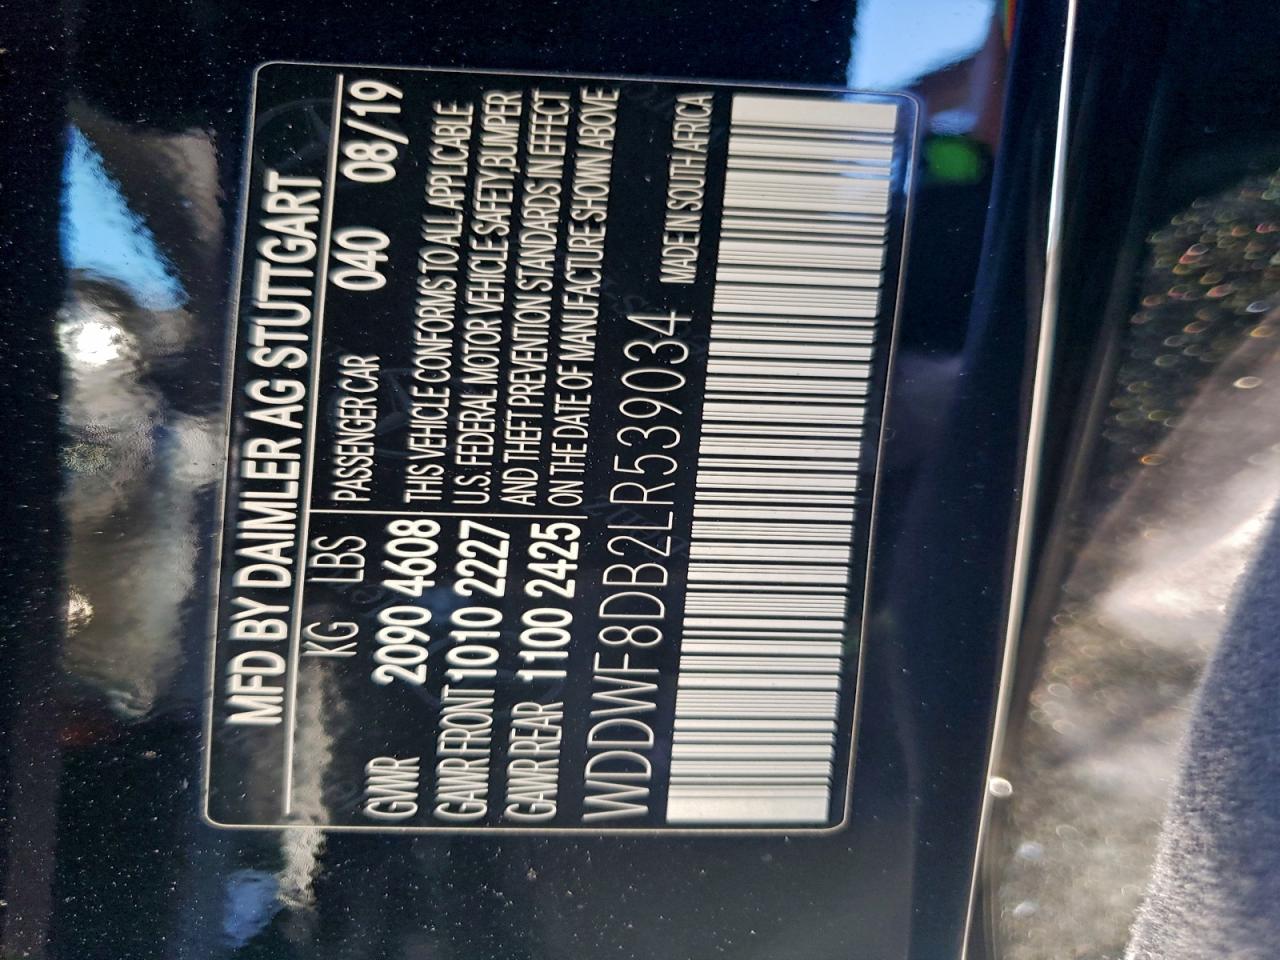 MFD BY DAIMLER AG STUTTGART
KG LBS PASSENGER CAR 040 08/19
GWR 2090 4608 THIS VEHICLE CONFORMS TO ALL APPLICABLE
GAWR FRONT 1010 2227 U.S. FEDERAL MOTOR VEHICLE SAFETY, BUMPER
GAWR REAR 1100 2425 AND THEFT PREVENTION STANDARDS IN EFFECT
ON THE DATE OF MANUFACTURE SHOWN ABOVE
WDDWF8DB2LR539034 MADE IN SOUTH AFRICA